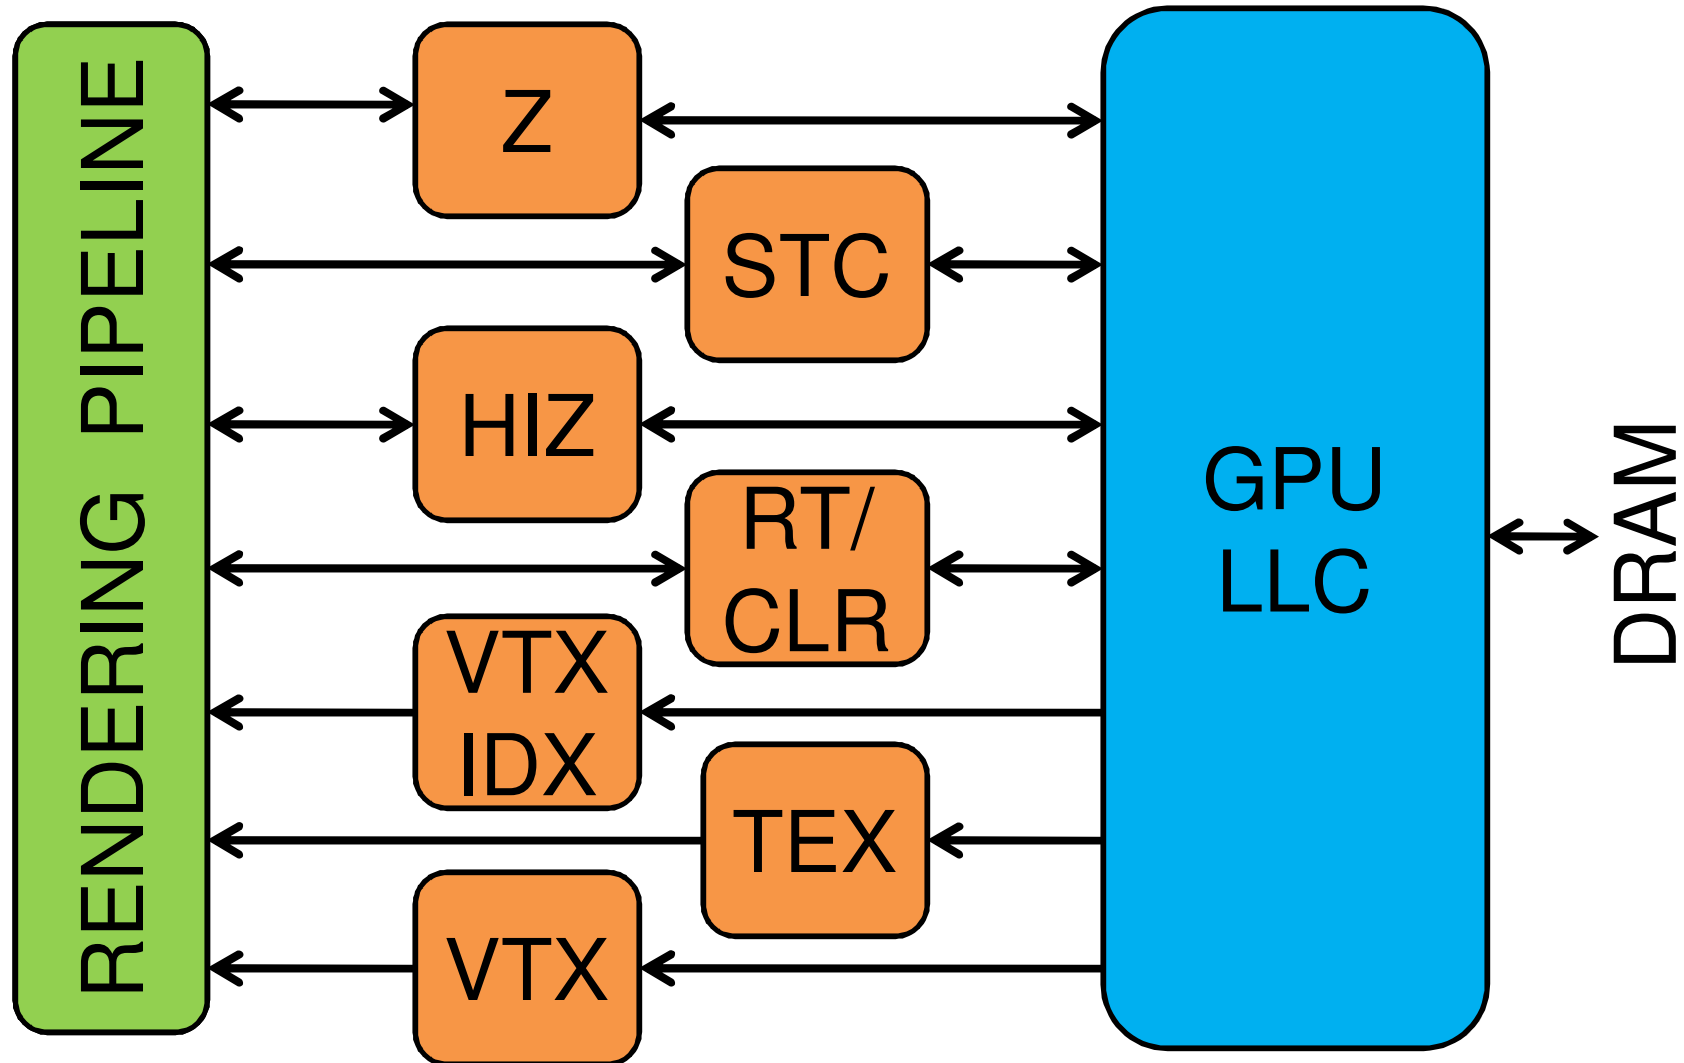 RENDERING PIPELINE
Z
STC
HIZ
RT/
CLR
VTX
IDX
TEX
VTX
GPU
LLC
DRAM